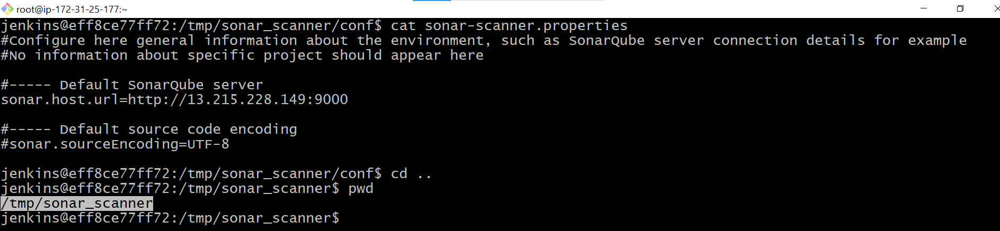 root@ip-172-31-25-177:~
jenkins@eff8ce77ff72:/tmp/sonar_scanner/conf$ cat sonar-scanner.properties
#Configure here general information about the environment, such as SonarQube server connection details for example
#No information about specific project should appear here
#----- Default SonarQube server
sonar.host.url=http://13.215.228.149:9000
#----- Default source code encoding
#sonar.sourceEncoding=UTF-8
jenkins@eff8ce77ff72:/tmp/sonar_scanner/conf$ cd ..
jenkins@eff8ce77ff72:/tmp/sonar_scanner$ pwd
/tmp/sonar_scanner
jenkins@eff8ce77ff72:/tmp/sonar_scanner$